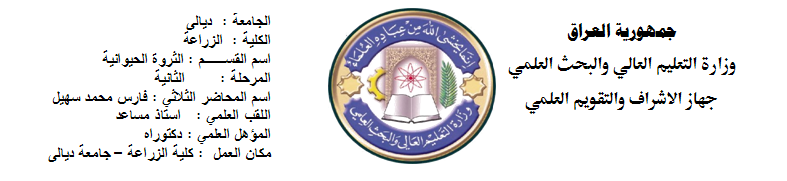 جمهورية العراق
وزارة التعليم العالي والبحث العلمي
جهاز الاشراف والتقويم العلمي
إنما يخشى الله من عباده العلماء
وزارة التعليم العالي والبحث العلمي
الجامعة : ديالى
الكلية : الزراعة
اسم القســـم : الثروة الحيوانية
المرحلة : الثانية
اسم المحاضر الثلاثي : فارس محمد سهيل
اللقب العلمي : استاذ مساعد
المؤهل العلمي : دكتوراه
مكان العمل : كلية الزراعة – جامعة ديالى